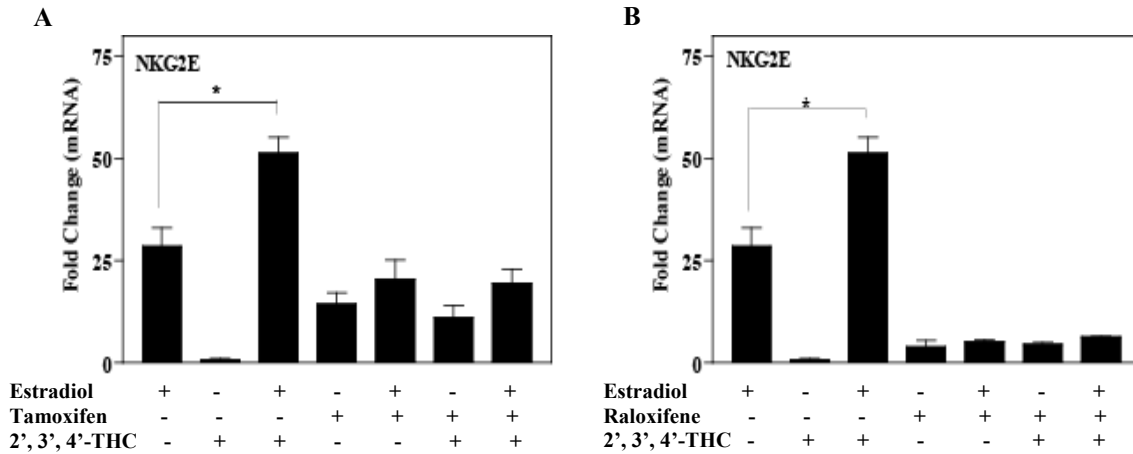 A
75
NKG2E
*
50
25
0
Fold Change (mRNA)
Estradiol + - + - + - +
Tamoxifen - - - + + + +
2’, 3’, 4’-THC - + + - - + +
B
75
NKG2E
*
50
25
0
Fold Change (mRNA)
Estradiol + - + - + - +
Raloxifene - - - + + + +
2’, 3’, 4’-THC - + + - - + +